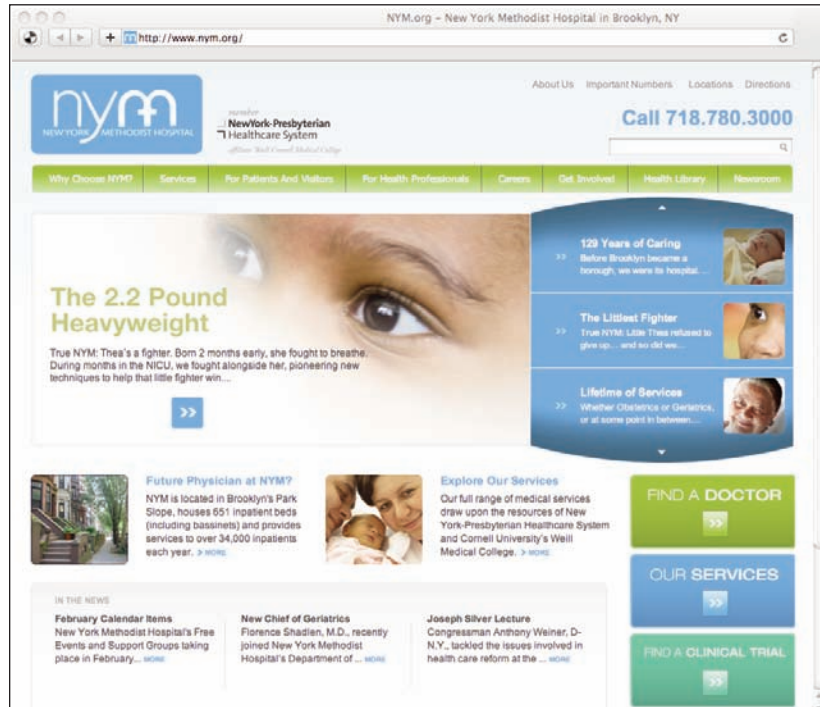 NYM.org – New York Methodist Hospital in Brooklyn, NY
http://www.nym.org/
About Us Important Numbers Locations Directions
nym
NEW YORK METHODIST HOSPITAL
member
NewYork-Presbyterian
Healthcare System
affiliate Weill Cornell Medical College
Call 718.780.3000
Why Choose NYM? Services For Patients And Visitors For Health Professionals Careers Get Involved Health Library Newsroom
The 2.2 Pound
Heavyweight
True NYM: Thea's a fighter. Born 2 months early, she fought to breathe.
During months in the NICU, we fought alongside her, pioneering new
techniques to help that little fighter win....
129 Years of Caring
Before Brooklyn became a
borough, we were its hospital....
The Littlest Fighter
True NYM: Little Thea refused to
give up... and so did we...
Lifetime of Services
Whether Obstetrics or Geriatrics,
or at some point in between....
Future Physician at NYM?
NYM is located in Brooklyn's Park
Slope, houses 651 inpatient beds
(including bassinets) and provides
services to over 34,000 inpatients
each year. > MORE
Explore Our Services
Our full range of medical services
draw upon the resources of New
York-Presbyterian Healthcare System
and Cornell University's Weill
Medical College. > MORE
FIND A DOCTOR
OUR SERVICES
FIND A CLINICAL TRIAL
IN THE NEWS
February Calendar Items
New York Methodist Hospital's Free
Events and Support Groups taking
place in February... MORE
New Chief of Geriatrics
Florence Shadlen, M.D., recently
joined New York Methodist
Hospital's Department of ... MORE
Joseph Silver Lecture
Congressman Anthony Weiner, D-
N.Y., tackled the issues involved in
health care reform at the ... MORE